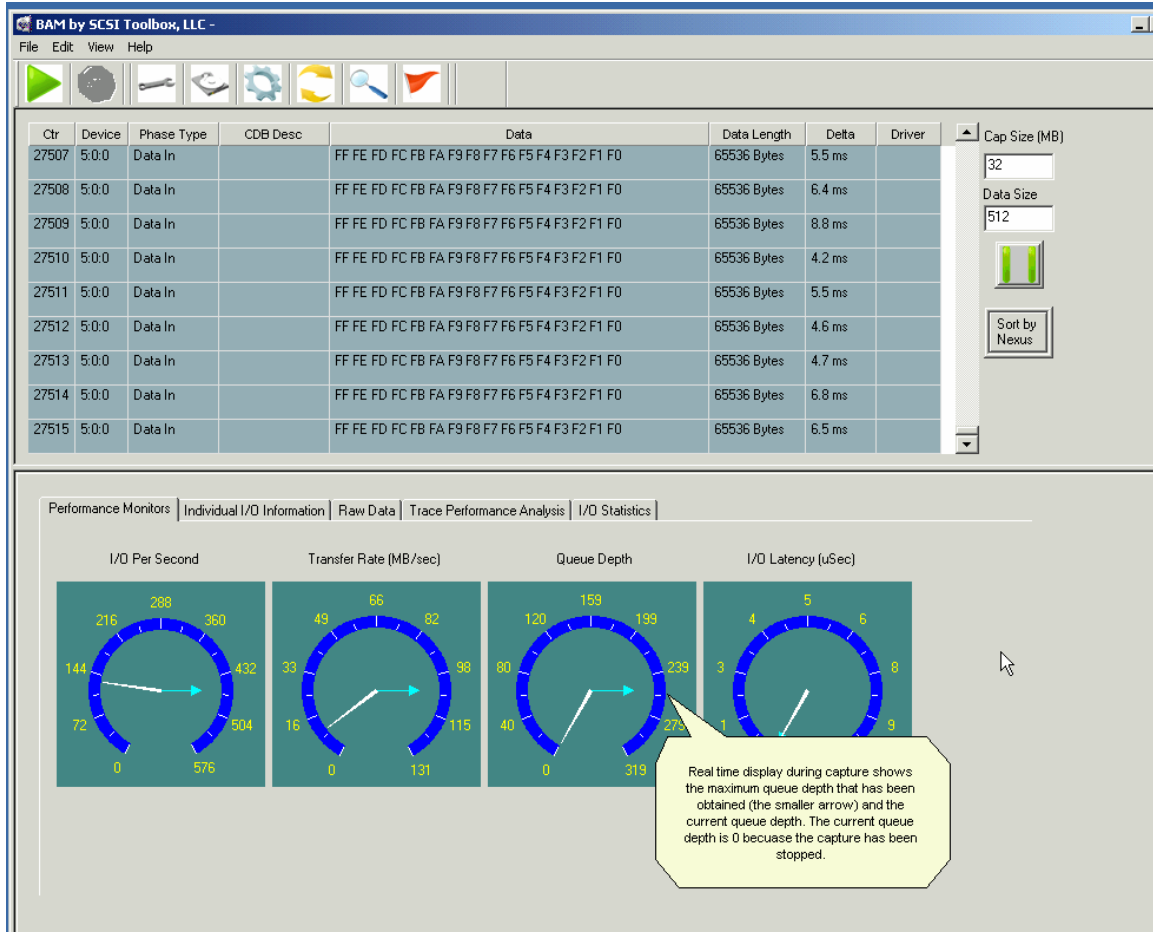 BAM by SCSI Toolbox, LLC -
File Edit View Help
Ctr Device Phase Type CDB Desc Data Data Length Delta Driver
Cap Size (MB)
27507 5:0:0 Data In FF FE FD FC FB FA F9 F8 F7 F6 F5 F4 F3 F2 F1 F0 65536 Bytes 5.5 ms
32
27508 5:0:0 Data In FF FE FD FC FB FA F9 F8 F7 F6 F5 F4 F3 F2 F1 F0 65536 Bytes 6.4 ms
Data Size
27509 5:0:0 Data In FF FE FD FC FB FA F9 F8 F7 F6 F5 F4 F3 F2 F1 F0 65536 Bytes 8.8 ms
512
27510 5:0:0 Data In FF FE FD FC FB FA F9 F8 F7 F6 F5 F4 F3 F2 F1 F0 65536 Bytes 4.2 ms
27511 5:0:0 Data In FF FE FD FC FB FA F9 F8 F7 F6 F5 F4 F3 F2 F1 F0 65536 Bytes 5.5 ms
27512 5:0:0 Data In FF FE FD FC FB FA F9 F8 F7 F6 F5 F4 F3 F2 F1 F0 65536 Bytes 4.6 ms
Sort by
Nexus
27513 5:0:0 Data In FF FE FD FC FB FA F9 F8 F7 F6 F5 F4 F3 F2 F1 F0 65536 Bytes 4.7 ms
27514 5:0:0 Data In FF FE FD FC FB FA F9 F8 F7 F6 F5 F4 F3 F2 F1 F0 65536 Bytes 6.8 ms
27515 5:0:0 Data In FF FE FD FC FB FA F9 F8 F7 F6 F5 F4 F3 F2 F1 F0 65536 Bytes 6.5 ms
Performance Monitors Individual I/O Information Raw Data Trace Performance Analysis I/O Statistics
I/O Per Second
0 72 144 216 288 360 432 504 576
Transfer Rate (MB/sec)
0 16 33 49 66 82 98 115 131
Queue Depth
0 40 80 120 159 199 239 279 319
I/O Latency (uSec)
1 3 4 5 6 8 9
Real time display during capture shows
the maximum queue depth that has been
obtained (the smaller arrow) and the
current queue depth. The current queue
depth is 0 becuase the capture has been
stopped.